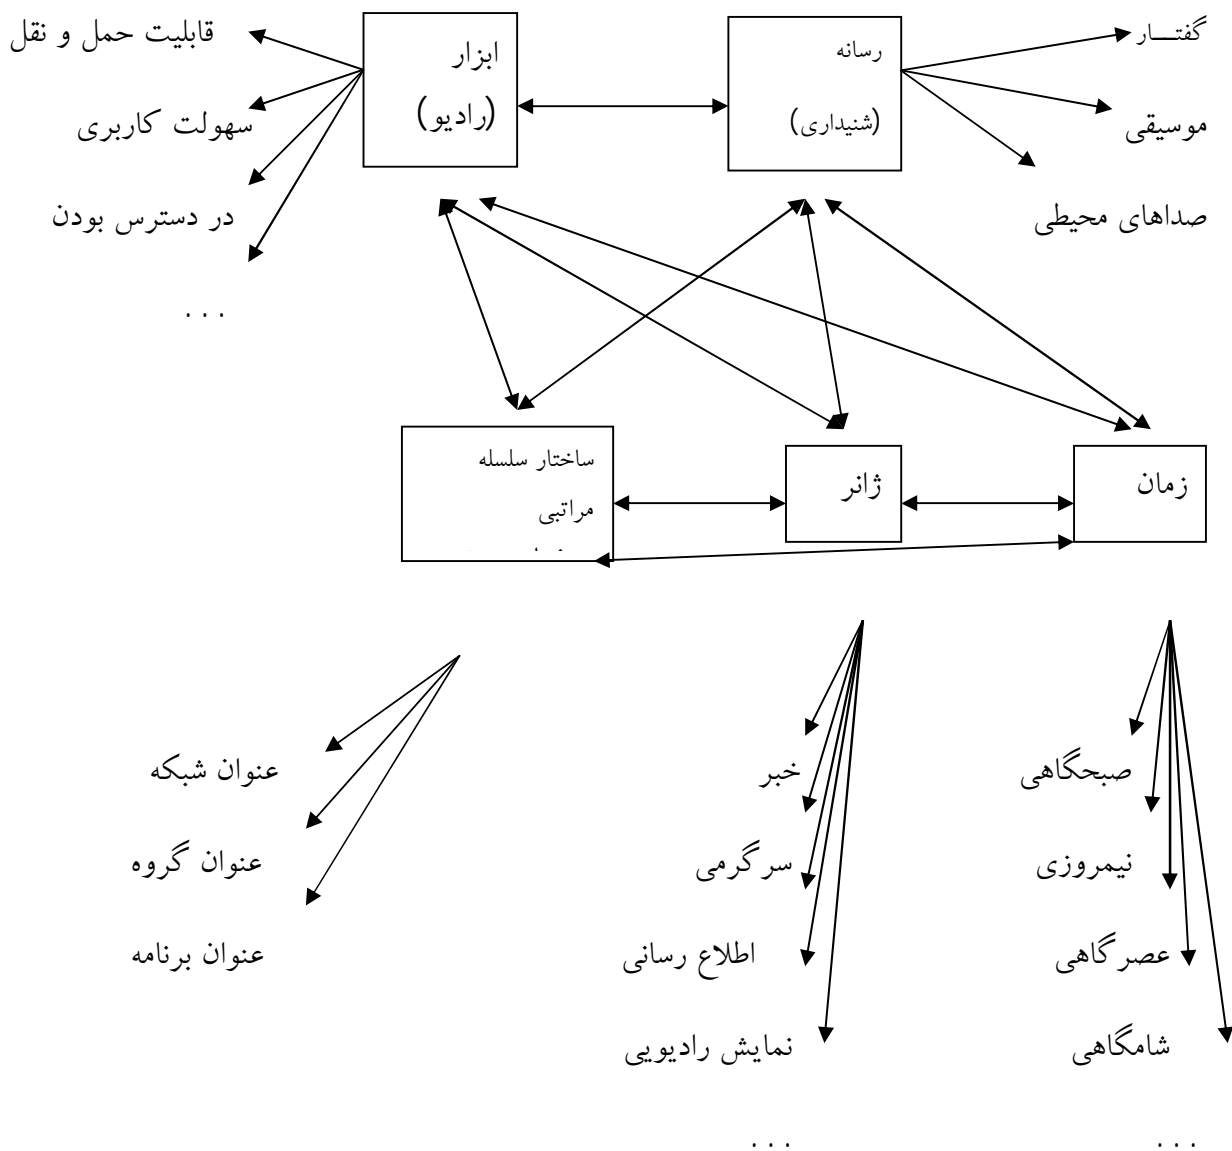 گفتــار
رسانه
ابزار
قابلیت حمل و نقل
موسیقی
(شنیداری)
(رادیو)
سهولت کاربری
صداهای محیطی
در دسترس بودن
. . .
زمان
ژانر
ساختار سلسله
مراتبی
صبحگاهی
خبر
عنوان شبکه
نیمروزی
سرگرمی
عنوان گروه
عصرگاهی
اطلاع رسانی
عنوان برنامه
شامگاهی
نمایش رادیویی
. . .
. . .